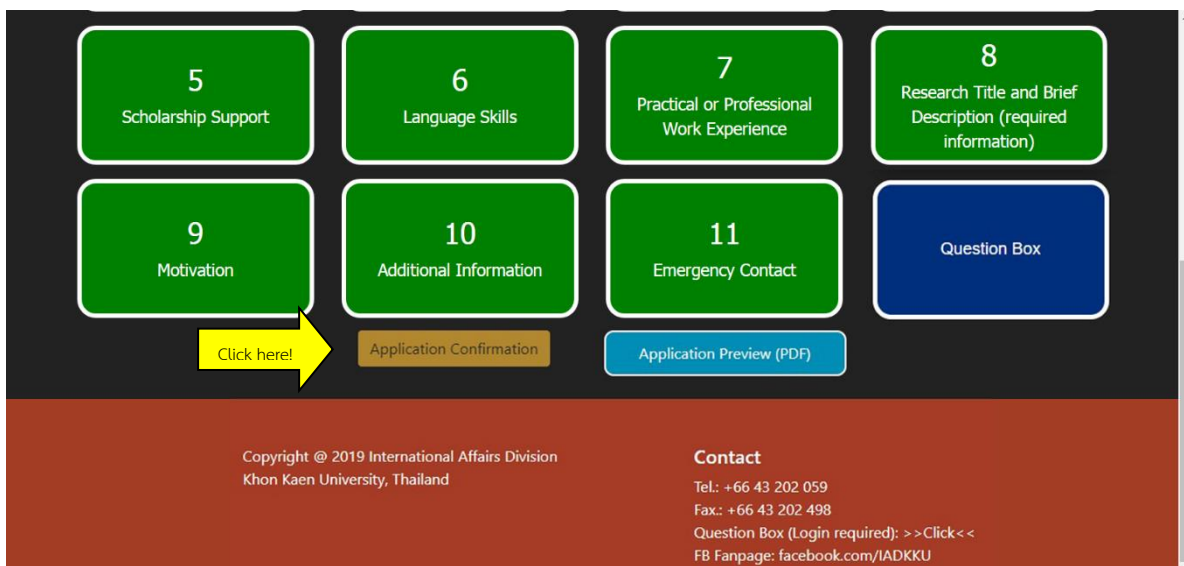 5
Scholarship Support
6
Language Skills
7
Practical or Professional
Work Experience
8
Research Title and Brief
Description (required
information)
9
Motivation
10
Additional Information
11
Emergency Contact
Question Box
Click here!
Application Confirmation
Application Preview (PDF)
Copyright @ 2019 International Affairs Division
Khon Kaen University, Thailand
Contact
Tel.: +66 43 202 059
Fax.: +66 43 202 498
Question Box (Login required): >>Click<<
FB Fanpage: facebook.com/IADKKU